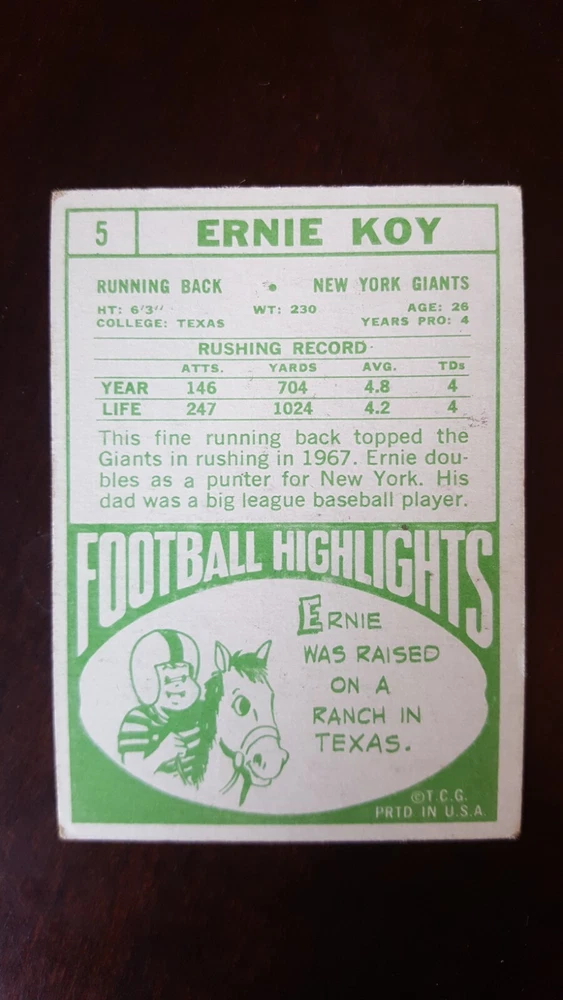 5 ERNIE KOY
RUNNING BACK • NEW YORK GIANTS
HT: 6'3" WT: 230 AGE: 26
COLLEGE: TEXAS YEARS PRO: 4
RUSHING RECORD
ATTS. YARDS AVG. TDs
YEAR 146 704 4.8 4
LIFE 247 1024 4.2 4
This fine running back topped the
Giants in rushing in 1967. Ernie dou-
bles as a punter for New York. His
dad was a big league baseball player.
FOOTBALL HIGHLIGHTS
ERNIE
WAS RAISED
ON A
RANCH IN
TEXAS.
©T.C.G.
PRTD IN U.S.A.